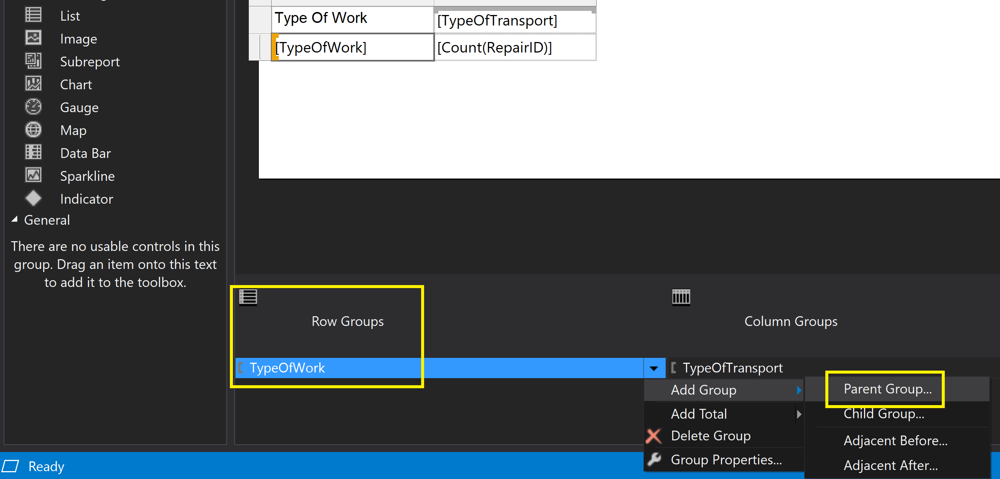 List
Image
Subreport
Chart
Gauge
Map
Data Bar
Sparkline
Indicator
General
There are no usable controls in this
group. Drag an item onto this text
to add it to the toolbox.
Type Of Work [TypeOfTransport]
[TypeOfWork] [Count(RepairID)]
Row Groups
Column Groups
TypeOfWork
TypeOfTransport
Add Group
Add Total
Delete Group
Group Properties...
Parent Group...
Child Group...
Adjacent Before...
Adjacent After...
Ready